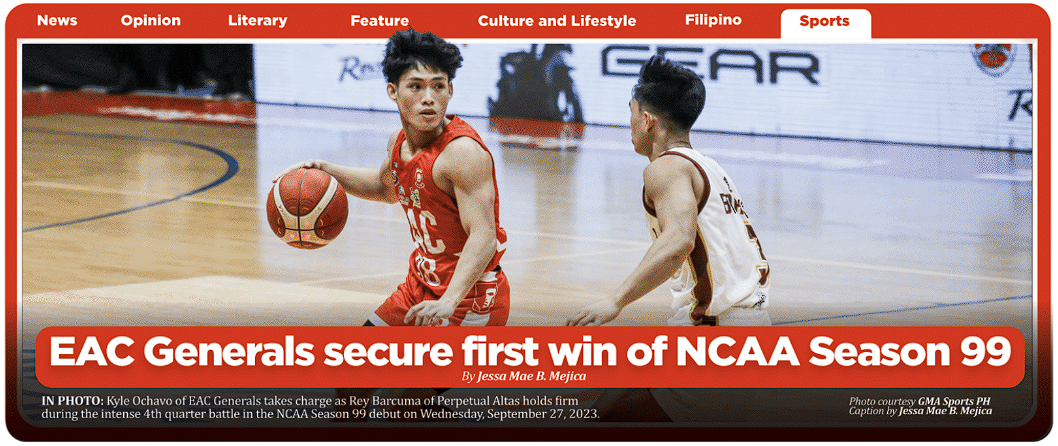 News Opinion Literary Feature Culture and Lifestyle Filipino Sports
GEAR
EAC
EAC Generals secure first win of NCAA Season 99
By Jessa Mae B. Mejica
IN PHOTO: Kyle Ochavo of EAC Generals takes charge as Rey Barcuma of Perpetual Altas holds firm
during the intense 4th quarter battle in the NCAA Season 99 debut on Wednesday, September 27, 2023.
Photo courtesy GMA Sports PH
Caption by Jessa Mae B. Mejica